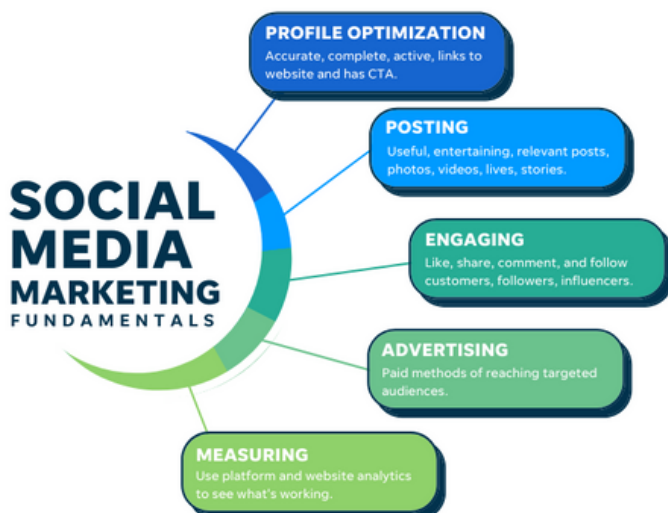 SOCIAL
MEDIA
MARKETING
FUNDAMENTALS
PROFILE OPTIMIZATION
Accurate, complete, active, links to
website and has CTA.
POSTING
Useful, entertaining, relevant posts,
photos, videos, lives, stories.
ENGAGING
Like, share, comment, and follow
customers, followers, influencers.
ADVERTISING
Paid methods of reaching targeted
audiences.
MEASURING
Use platform and website analytics
to see what's working.